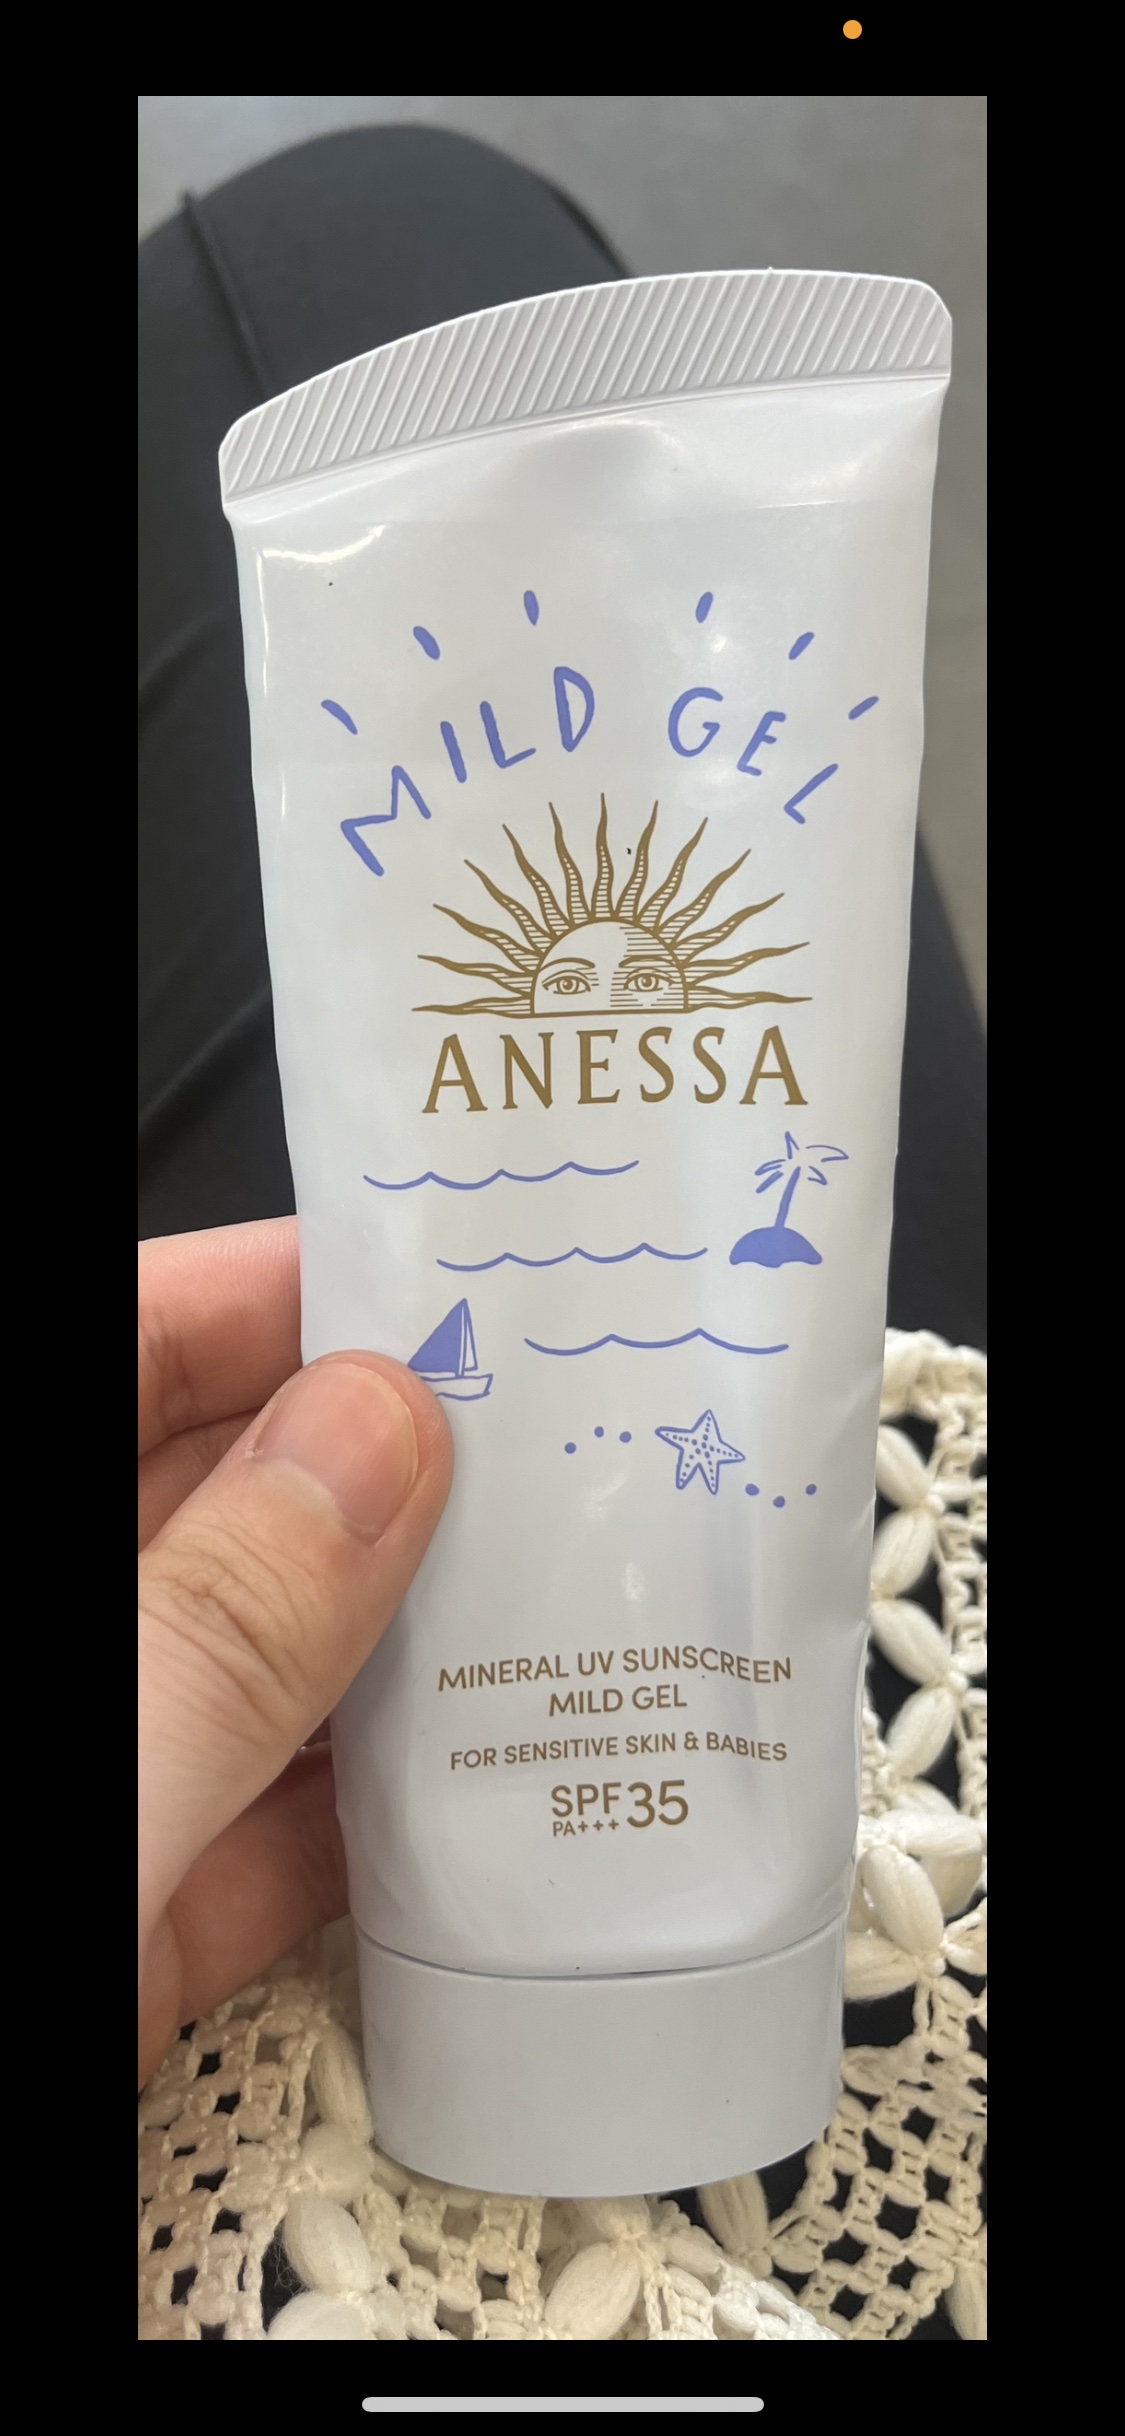 MILD GEL
ANESSA
MINERAL UV SUNSCREEN
MILD GEL
FOR SENSITIVE SKIN & BABIES
SPF35
PA+++